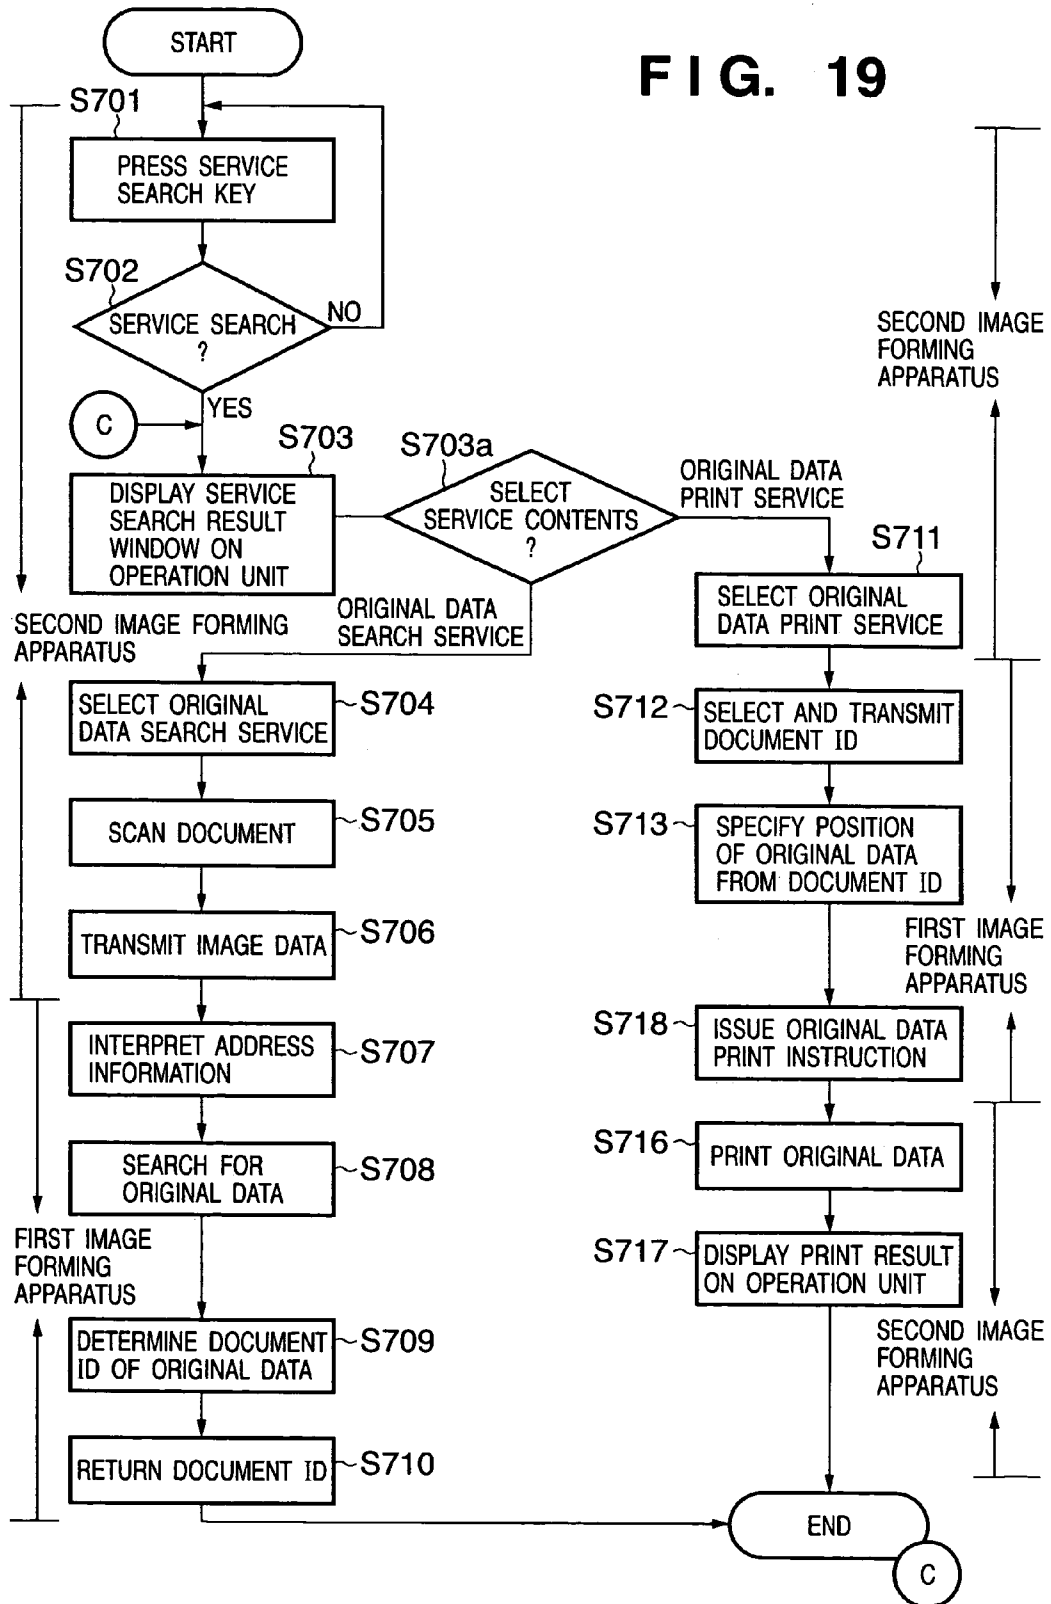 START
FIG. 19
S701
PRESS SERVICE
SEARCH KEY
S702
SERVICE SEARCH
?
NO
YES
C
S703
DISPLAY SERVICE
SEARCH RESULT
WINDOW ON
OPERATION UNIT
S703a
SELECT
SERVICE CONTENTS
?
ORIGINAL DATA
PRINT SERVICE
ORIGINAL DATA
SEARCH SERVICE
SECOND IMAGE FORMING
APPARATUS
SELECT ORIGINAL
DATA SEARCH SERVICE
S704
SCAN DOCUMENT
S705
TRANSMIT IMAGE DATA
S706
INTERPRET ADDRESS
INFORMATION
S707
SEARCH FOR
ORIGINAL DATA
S708
FIRST IMAGE
FORMING
APPARATUS
DETERMINE DOCUMENT
ID OF ORIGINAL DATA
S709
RETURN DOCUMENT ID
S710
SECOND IMAGE
FORMING
APPARATUS
S711
SELECT ORIGINAL
DATA PRINT SERVICE
S712
SELECT AND TRANSMIT
DOCUMENT ID
S713
SPECIFY POSITION
OF ORIGINAL DATA
FROM DOCUMENT ID
FIRST IMAGE
FORMING
APPARATUS
S718
ISSUE ORIGINAL DATA
PRINT INSTRUCTION
S716
PRINT ORIGINAL DATA
S717
DISPLAY PRINT RESULT
ON OPERATION UNIT
SECOND IMAGE
FORMING
APPARATUS
END
C